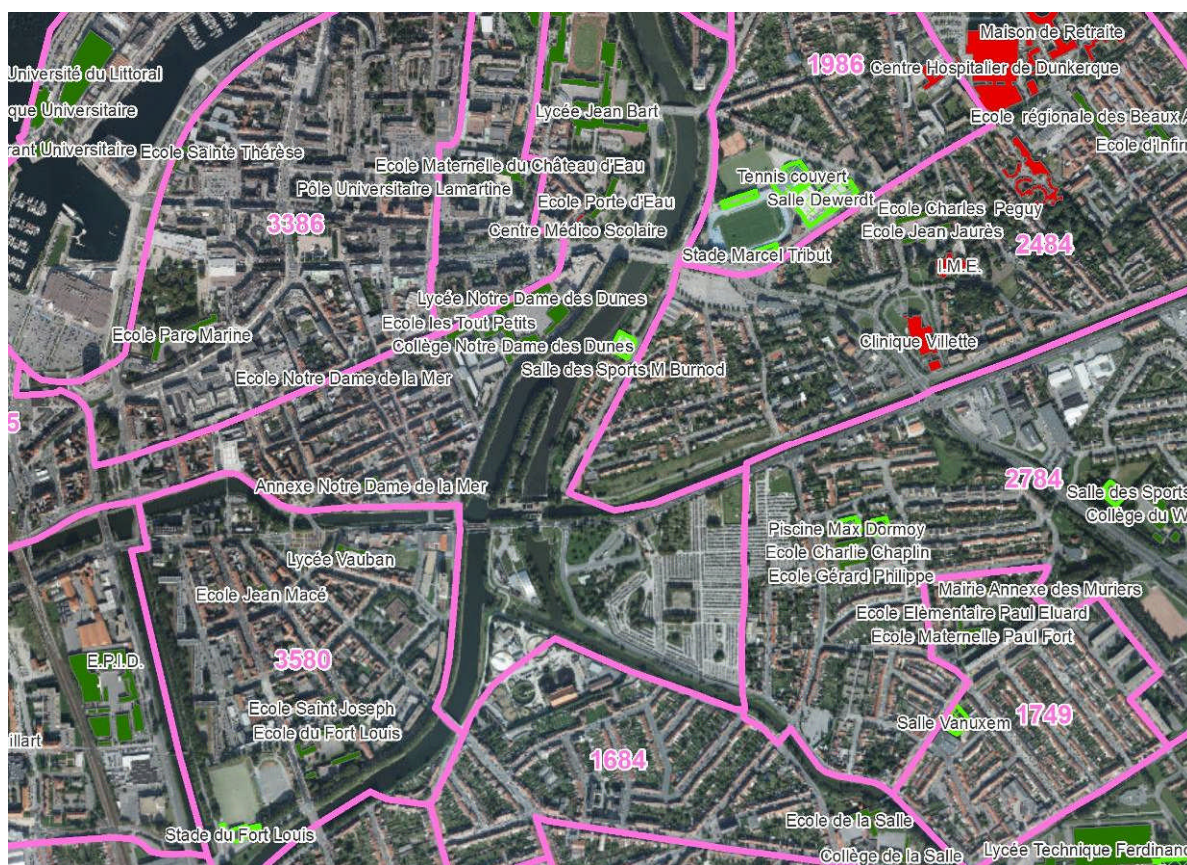 Maison de Retraite
1986
Centre Hospitalier de Dunkerque
Université du Littoral
que Universitaire
Lycée Jean Bart
Ecole régionale des Beaux A
rant Universitaire
Ecole Sainte Thérèse
Ecole d'Infirm
Ecole Maternelle du Château d'Eau
Tennis couvert
Pôle Universitaire Lamartine
Salle Dewerdt
Ecole Porte d'Eau
Ecole Charles Peguy
3386
Centre Médico Scolaire
Ecole Jean Jaurès
2484
Stade Marcel Tribut
I.M.E.
Lycée Notre Dame des Dunes
Ecole les Tout Petits
Ecole Parc Marine
Clinique Villette
Collège Notre Dame des Dunes
Salle des Sports M Burnod
Ecole Notre Dame de la Mer
5
2784
Annexe Notre Dame de la Mer
Salle des Sports
Collège du W
Piscine Max Dormoy
Lycée Vauban
Ecole Charlie Chaplin
Ecole Gérard Philippe
Mairie Annexe des Muriers
Ecole Jean Macé
Ecole Elémentaire Paul Eluard
Ecole Maternelle Paul Fort
E.P.I.D.
3580
Ecole Saint Joseph
Salle Vanuxem
1749
Ecole du Fort Louis
illart
1684
Ecole de la Salle
Stade du Fort Louis
Collège de la Salle
Lycée Technique Ferdinand